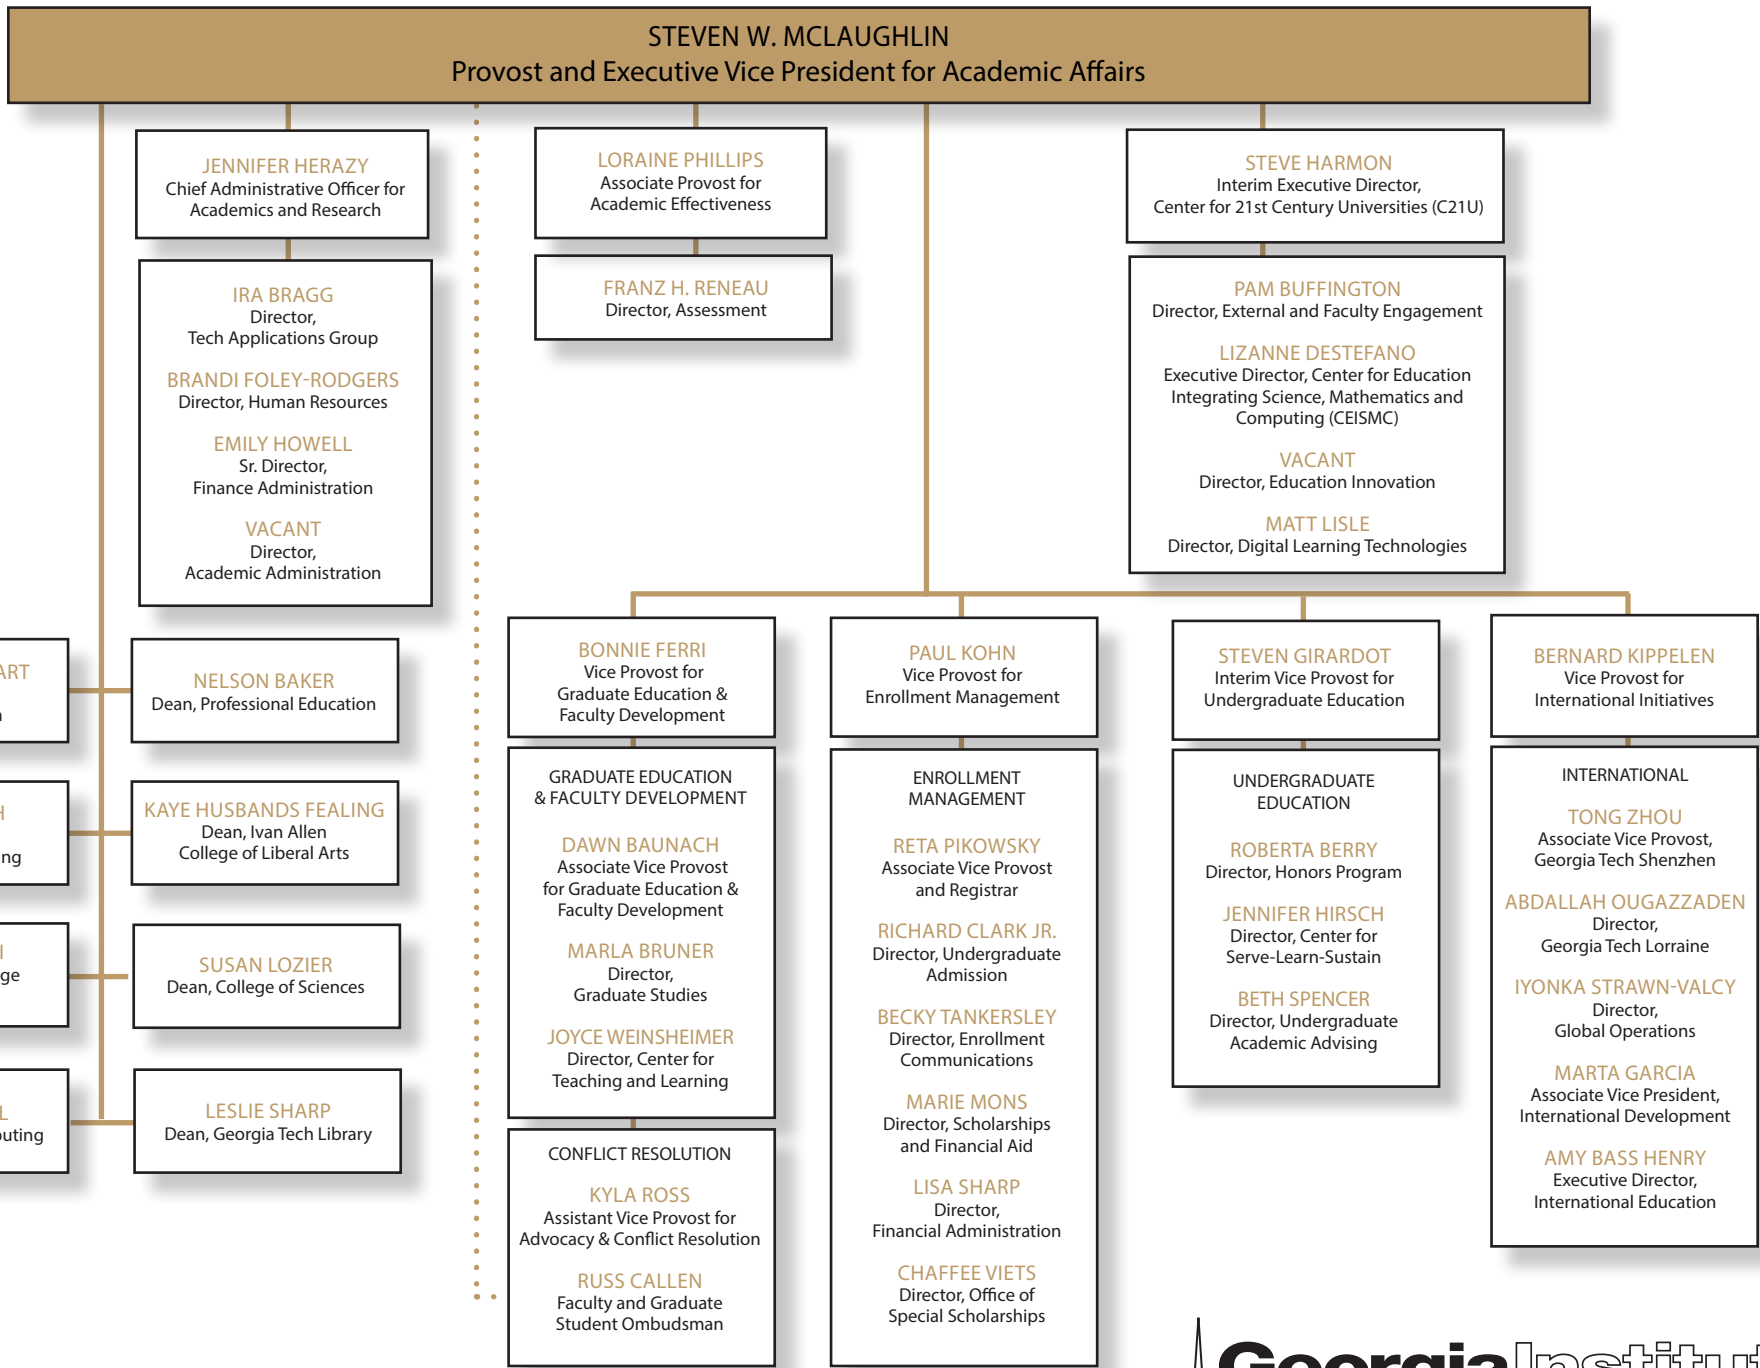 STEVEN W. MCLAUGHLIN
Provost and Executive Vice President for Academic Affairs
JENNIFER HERAZY
Chief Administrative Officer for
Academics and Research
IRA BRAGG
Director,
Tech Applications Group
BRANDI FOLEY-RODGERS
Director, Human Resources
EMILY HOWELL
Sr. Director,
Finance Administration
VACANT
Director,
Academic Administration
LORAINE PHILLIPS
Associate Provost for
Academic Effectiveness
FRANZ H. RENEAU
Director, Assessment
STEVE HARMON
Interim Executive Director,
Center for 21st Century Universities (C21U)
PAM BUFFINGTON
Director, External and Faculty Engagement
LIZANNE DESTEFANO
Executive Director, Center for Education
Integrating Science, Mathematics and
Computing (CEISMC)
VACANT
Director, Education Innovation
MATT LISLE
Director, Digital Learning Technologies
ART
NELSON BAKER
Dean, Professional Education
H
ng
KAYE HUSBANDS FEALING
Dean, Ivan Allen
College of Liberal Arts
I
ge
SUSAN LOZIER
Dean, College of Sciences
L
outing
LESLIE SHARP
Dean, Georgia Tech Library
BONNIE FERRI
Vice Provost for
Graduate Education &
Faculty Development
GRADUATE EDUCATION
& FACULTY DEVELOPMENT
DAWN BAUNACH
Associate Vice Provost
for Graduate Education &
Faculty Development
MARLA BRUNER
Director,
Graduate Studies
JOYCE WEINSHEIMER
Director, Center for
Teaching and Learning
CONFLICT RESOLUTION
KYLA ROSS
Assistant Vice Provost for
Advocacy & Conflict Resolution
RUSS CALLEN
Faculty and Graduate
Student Ombudsman
PAUL KOHN
Vice Provost for
Enrollment Management
ENROLLMENT
MANAGEMENT
RETA PIKOWSKY
Associate Vice Provost
and Registrar
RICHARD CLARK JR.
Director, Undergraduate
Admission
BECKY TANKERSLEY
Director, Enrollment
Communications
MARIE MONS
Director, Scholarships
and Financial Aid
LISA SHARP
Director,
Financial Administration
CHAFFEE VIETS
Director, Office of
Special Scholarships
STEVEN GIRARDOT
Interim Vice Provost for
Undergraduate Education
UNDERGRADUATE
EDUCATION
ROBERTA BERRY
Director, Honors Program
JENNIFER HIRSCH
Director, Center for
Serve-Learn-Sustain
BETH SPENCER
Director, Undergraduate
Academic Advising
BERNARD KIPPELEN
Vice Provost for
International Initiatives
INTERNATIONAL
TONG ZHOU
Associate Vice Provost,
Georgia Tech Shenzhen
ABDALLAH OUGAZZADEN
Director,
Georgia Tech Lorraine
IYONKA STRAWN-VALCY
Director,
Global Operations
MARTA GARCIA
Associate Vice President,
International Development
AMY BASS HENRY
Executive Director,
International Education
Georgia Institut